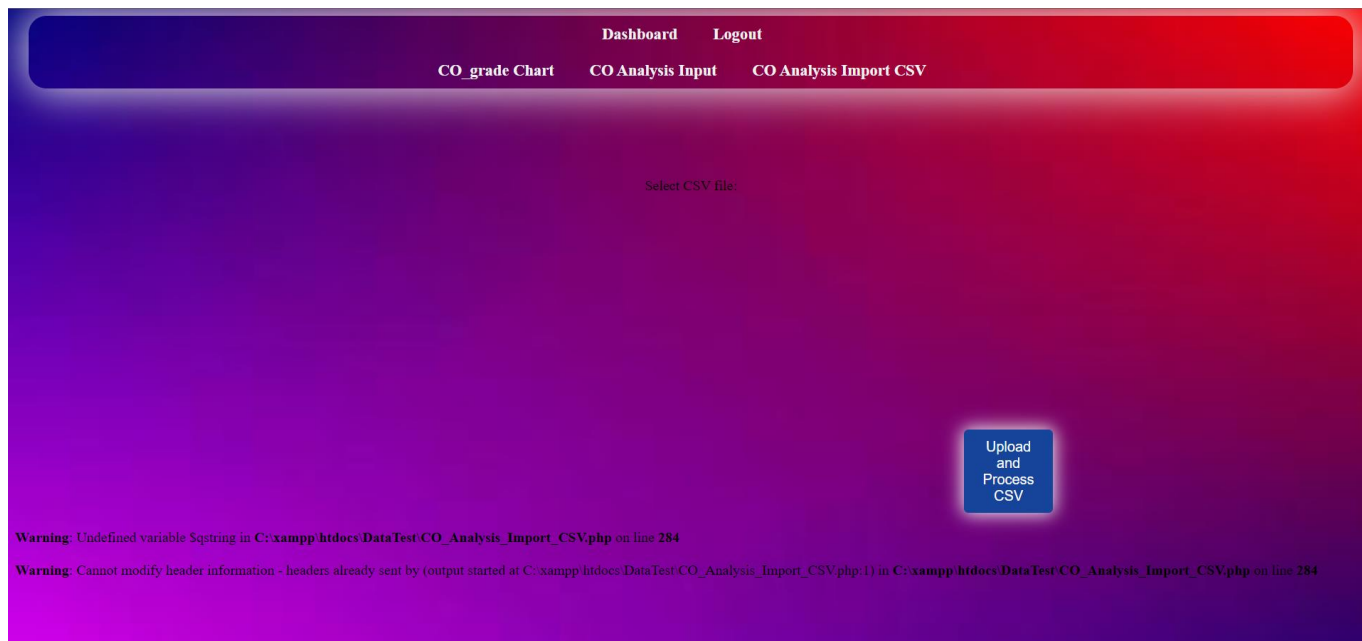 Dashboard Logout
CO_grade Chart CO Analysis Input CO Analysis Import CSV
Select CSV file:
Upload
and
Process
CSV
Warning: Undefined variable $qstring in C:\xampp\htdocs\DataTest\CO_Analysis_Import_CSV.php on line 284
Warning: Cannot modify header information - headers already sent by (output started at C:\xampp\htdocs\DataTest\CO_Analysis_Import_CSV.php:1) in C:\xampp\htdocs\DataTest\CO_Analysis_Import_CSV.php on line 284